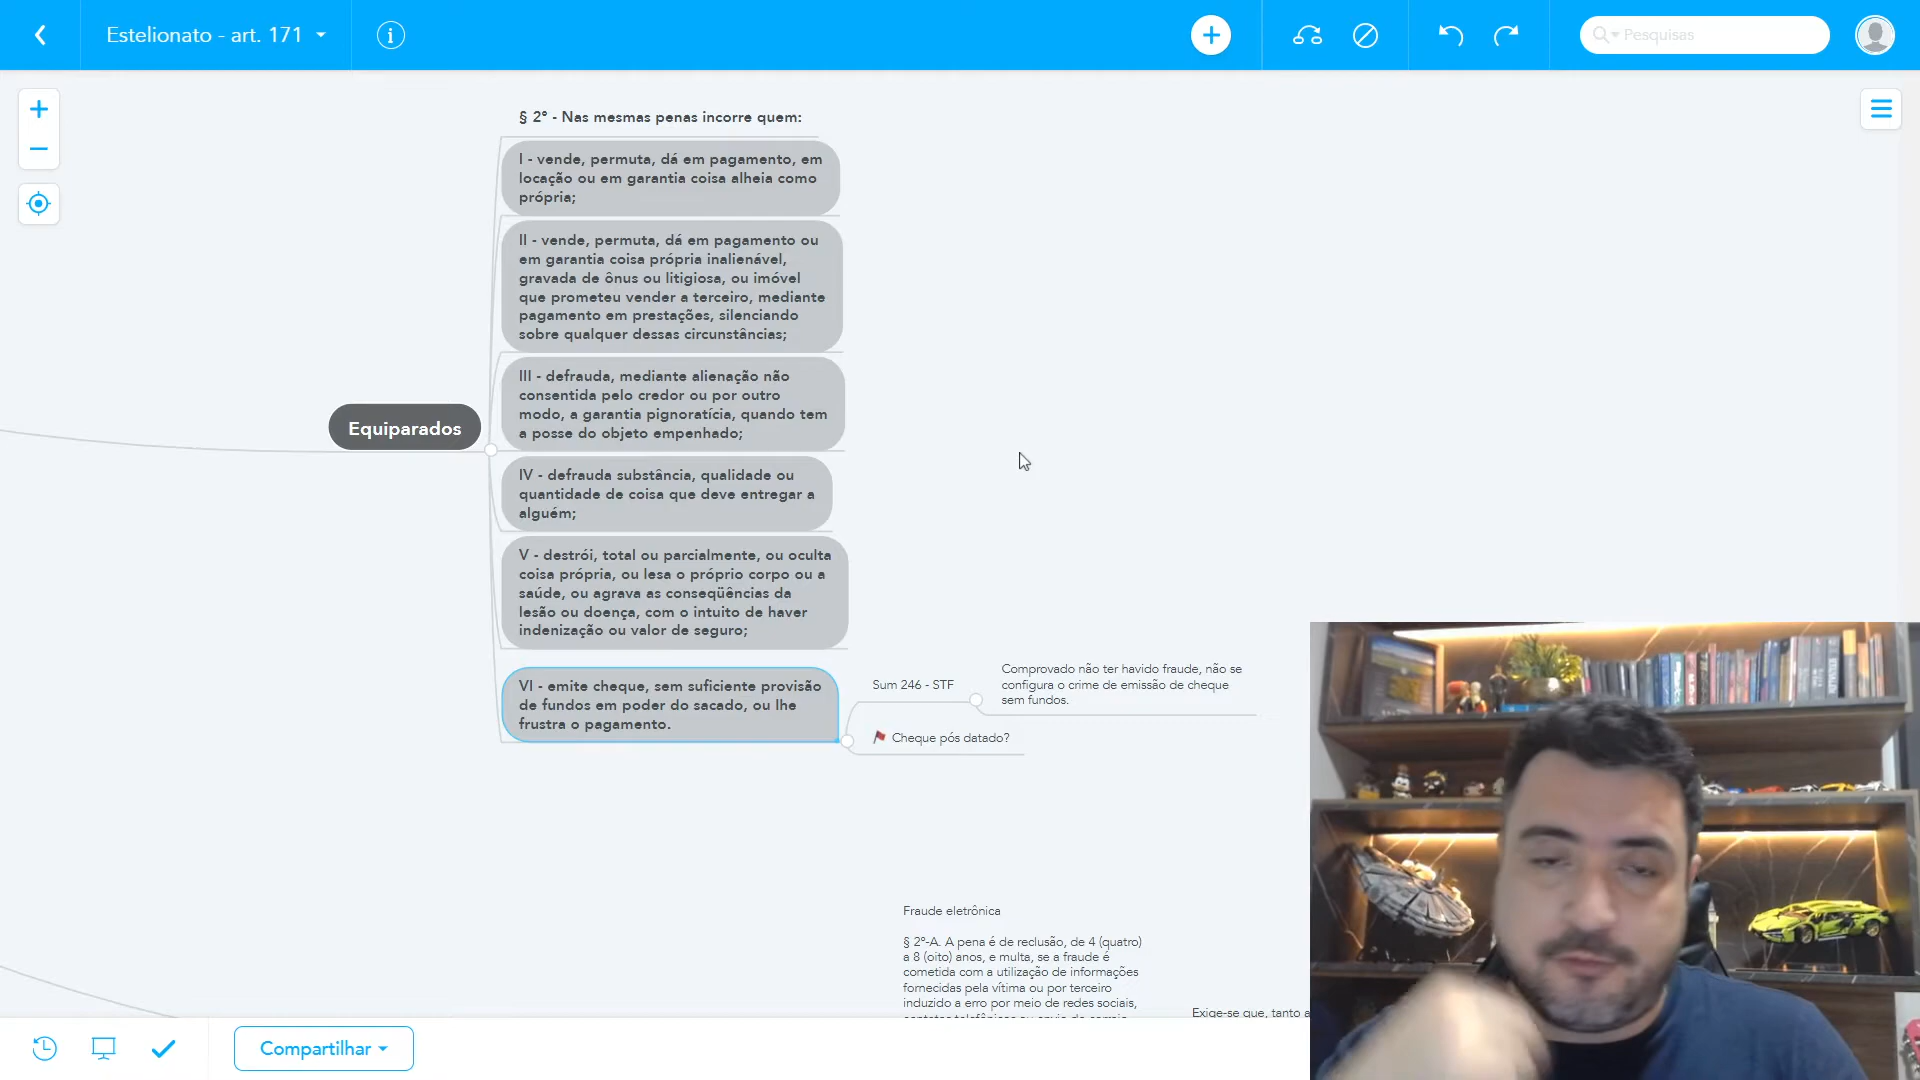 Estelionato - art. 171
Pesquisas
§ 2º - Nas mesmas penas incorre quem:
I - vende, permuta, dá em pagamento, em
locação ou em garantia coisa alheia como
própria;
II - vende, permuta, dá em pagamento ou
em garantia coisa própria inalienável,
gravada de ônus ou litigiosa, ou imóvel
que prometeu vender a terceiro, mediante
pagamento em prestações, silenciando
sobre qualquer dessas circunstâncias;
III - defrauda, mediante alienação não
consentida pelo credor ou por outro
modo, a garantia pignoratícia, quando tem
a posse do objeto empenhado;
Equiparados
IV - defrauda substância, qualidade ou
quantidade de coisa que deve entregar a
alguém;
V - destrói, total ou parcialmente, ou oculta
coisa própria, ou lesa o próprio corpo ou a
saúde, ou agrava as conseqüências da
lesão ou doença, com o intuito de haver
indenização ou valor de seguro;
VI - emite cheque, sem suficiente provisão
de fundos em poder do sacado, ou lhe
frustra o pagamento.
Sum 246 - STF
Comprovado não ter havido fraude, não se
configura o crime de emissão de cheque
sem fundos.
Cheque pós datado?
Fraude eletrônica
§ 2º-A. A pena é de reclusão, de 4 (quatro)
a 8 (oito) anos, e multa, se a fraude é
cometida com a utilização de informações
fornecidas pela vítima ou por terceiro
induzido a erro por meio de redes sociais,
Exige-se que, tanto a
Compartilhar